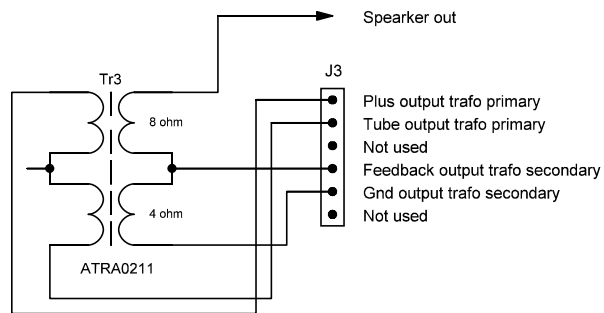 Spearker out
Tr3
J3
8 ohm
Plus output trafo primary
Tube output trafo primary
Not used
Feedback output trafo secondary
4 ohm
Gnd output trafo secondary
Not used
ATRA0211